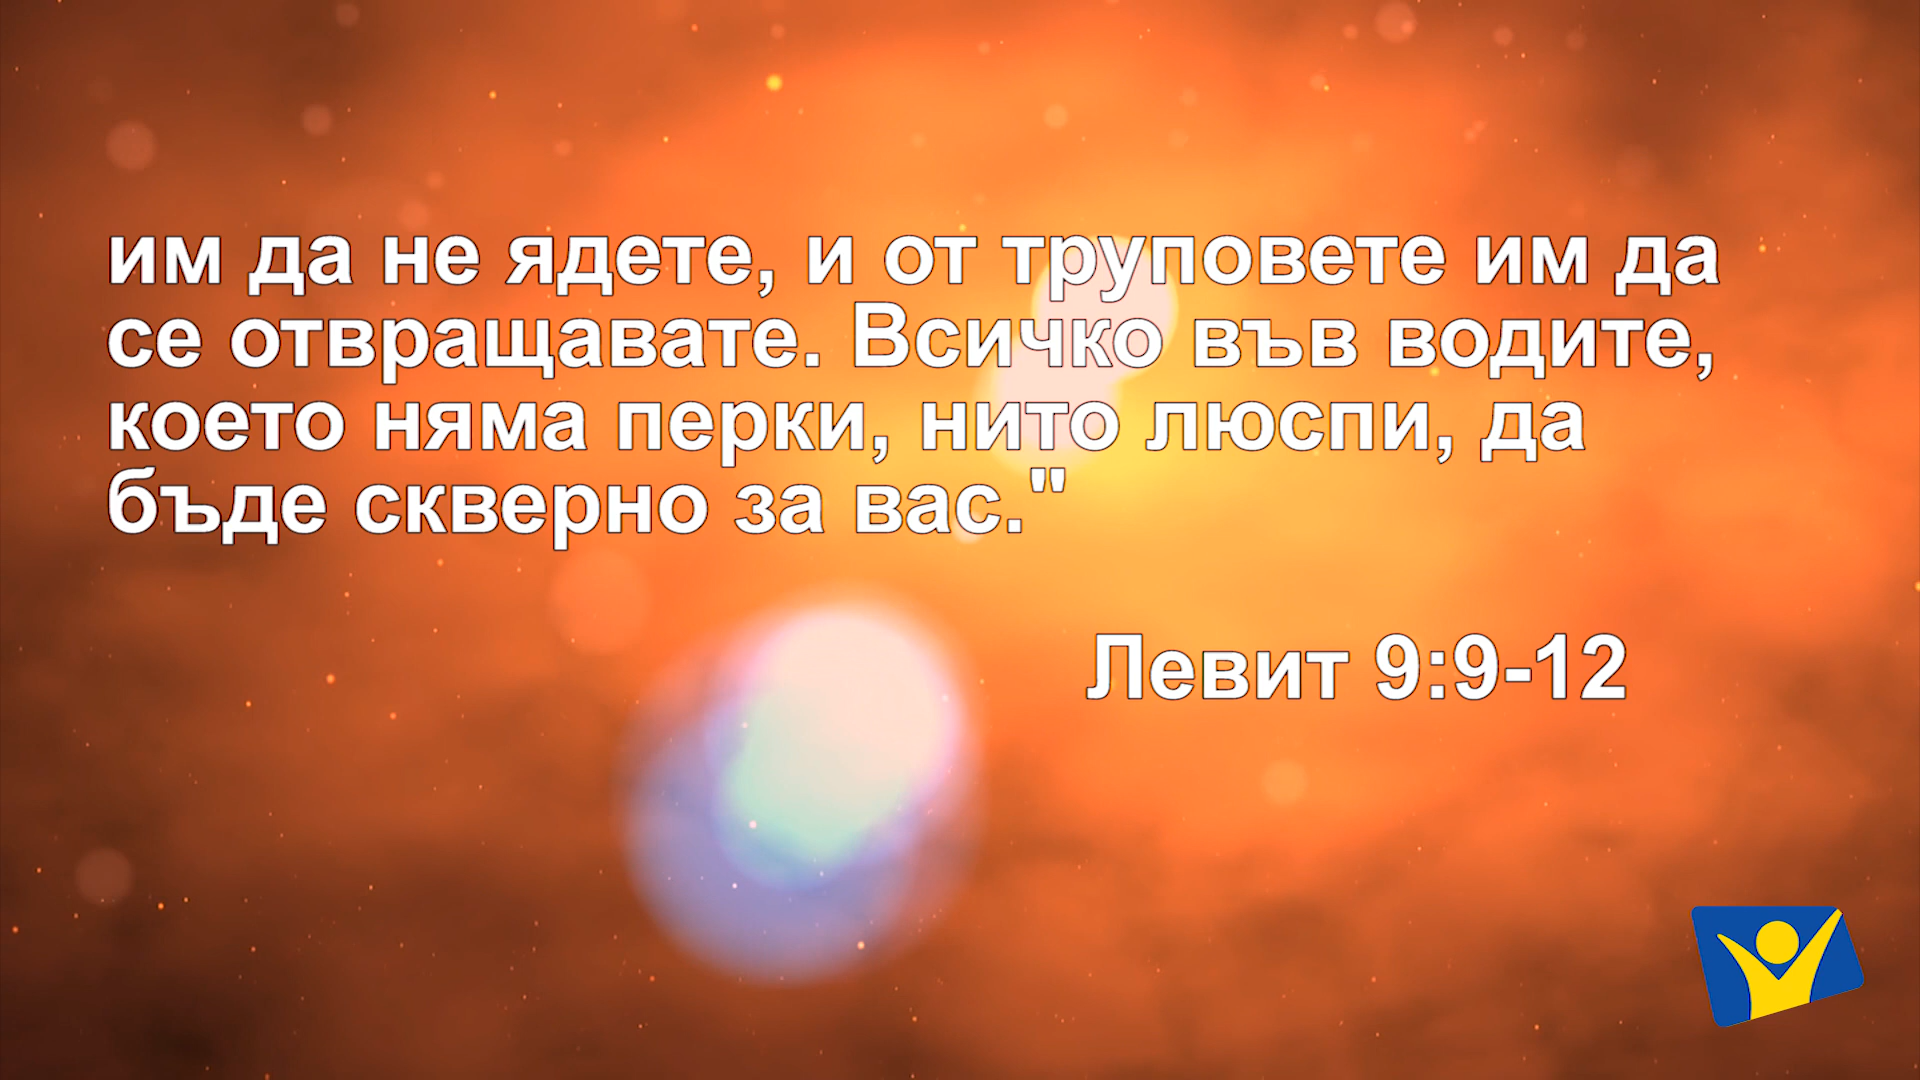 им да не ядете, и от труповете им да
се отвращавате. Всичко във водите,
което няма перки, нито люспи, да
бъде скверно за вас."
Левит 9:9-12